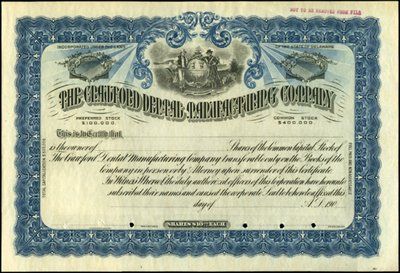 NOT TO BE REMOVED FROM FILE
INCORPORATED UNDER THE LAWS
OF THE STATE OF DELAWARE
THE CRAWFORD DENTAL MANUFACTURING COMPANY
PREFERRED STOCK
$100,000.
COMMON STOCK
$400,000.
This is to Certify that
is the owner of
Shares of the Common Capital Stock of
The Crawford Dental Manufacturing Company transferable only on the Books of the
Company in person or by Attorney upon surrender of this Certificate.
In Witness Whereof the duly authorized officers of this Corporation have hereunto
subscribed their names and caused the corporate Seal to be hereto affixed this
day of
A.D. 190
SHARES $10 EACH